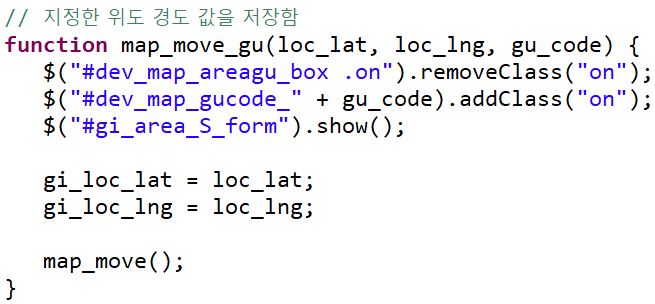 // 지정한 위도 경도 값을 저장함
function map_move_gu(loc_lat, loc_lng, gu_code) {
   $("#dev_map_areagu_box .on").removeClass("on");
   $("#dev_map_gucode_" + gu_code).addClass("on");
   $("#gi_area_S_form").show();

   gi_loc_lat = loc_lat;
   gi_loc_lng = loc_lng;

   map_move();
}